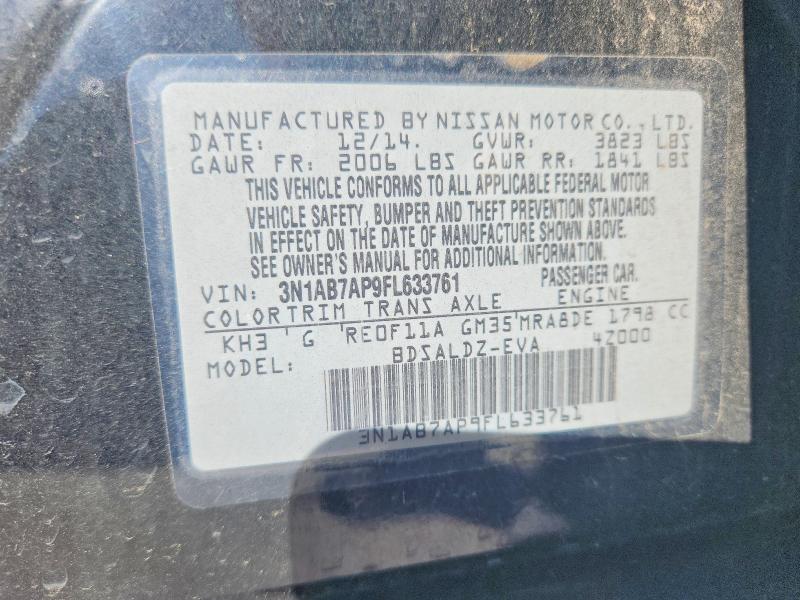 MANUFACTURED BY NISSAN MOTOR CO., LTD.
DATE: 12/14. GVWR: 3823 LBS
GAWR FR: 2006 LBS GAWR RR: 1841 LBS
THIS VEHICLE CONFORMS TO ALL APPLICABLE FEDERAL MOTOR
VEHICLE SAFETY, BUMPER AND THEFT PREVENTION STANDARDS
IN EFFECT ON THE DATE OF MANUFACTURE SHOWN ABOVE.
SEE OWNER'S MANUAL FOR ADDITIONAL INFORMATION.
VIN: 3N1AB7AP9FL633761 PASSENGER CAR.
COLOR TRIM TRANS AXLE ENGINE
KH3 ' G ' RE0F11A GM35 ' MRA8DE 1798 CC
MODEL: BDSALDZ-EVA 4Z000
3N1AB7AP9FL633761